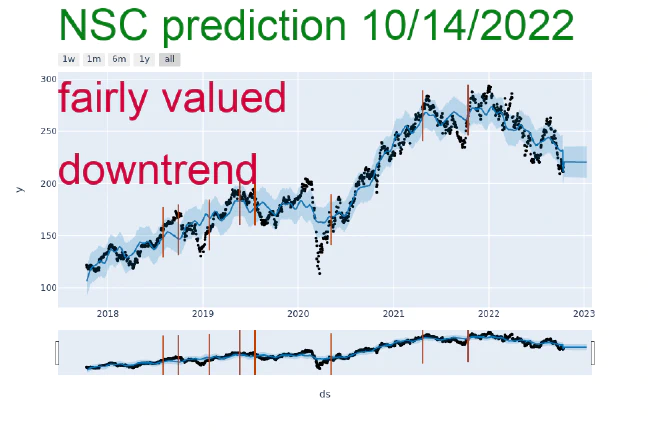 NSC prediction 10/14/2022
1w 1m 6m 1y all
fairly valued
downtrend
300
250
200
150
100
y
2018 2019 2020 2021 2022 2023
ds